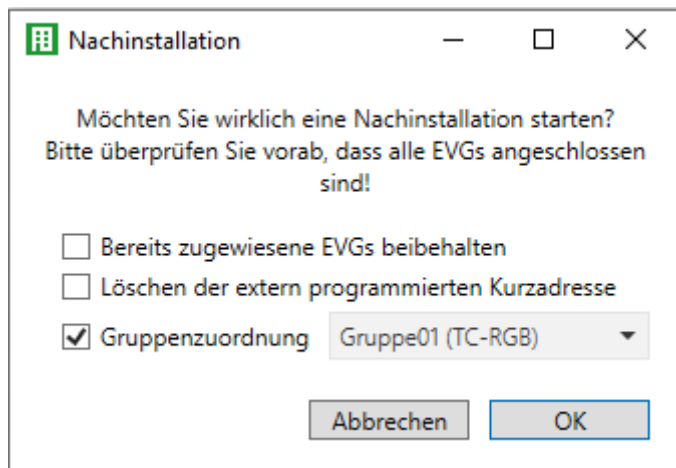 Nachinstallation
Möchten Sie wirklich eine Nachinstallation starten?
Bitte überprüfen Sie vorab, dass alle EVGs angeschlossen
sind!
Bereits zugewiesene EVGs beibehalten
Löschen der extern programmierten Kurzadresse
Gruppenzuordnung Gruppe01 (TC-RGB)
Abbrechen OK